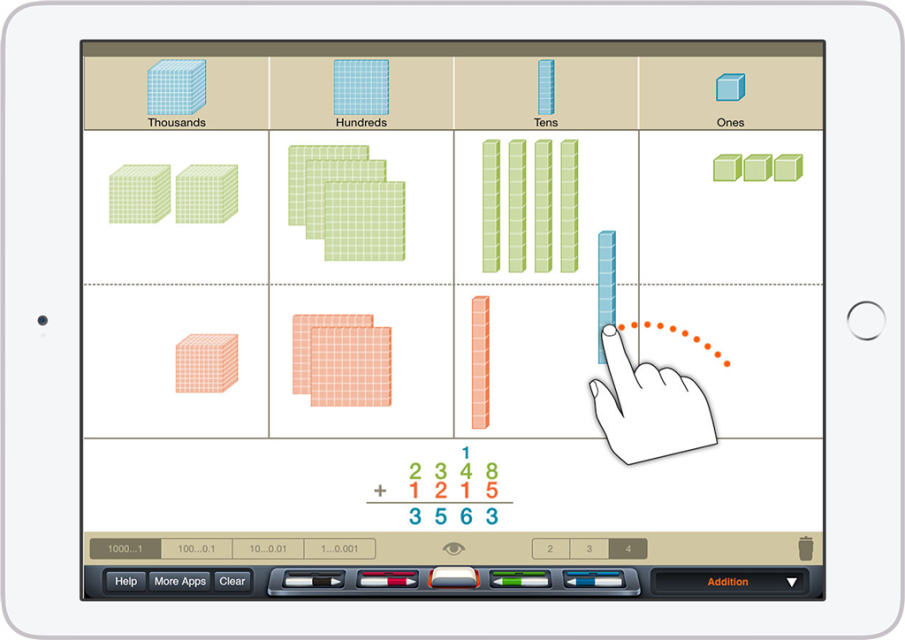 Thousands Hundreds Tens Ones
1
2 3 4 8
+ 1 2 1 5
3 5 6 3
1000...1 100...0.1 10...0.01 1...0.001 2 3 4
Help More Apps Clear Addition